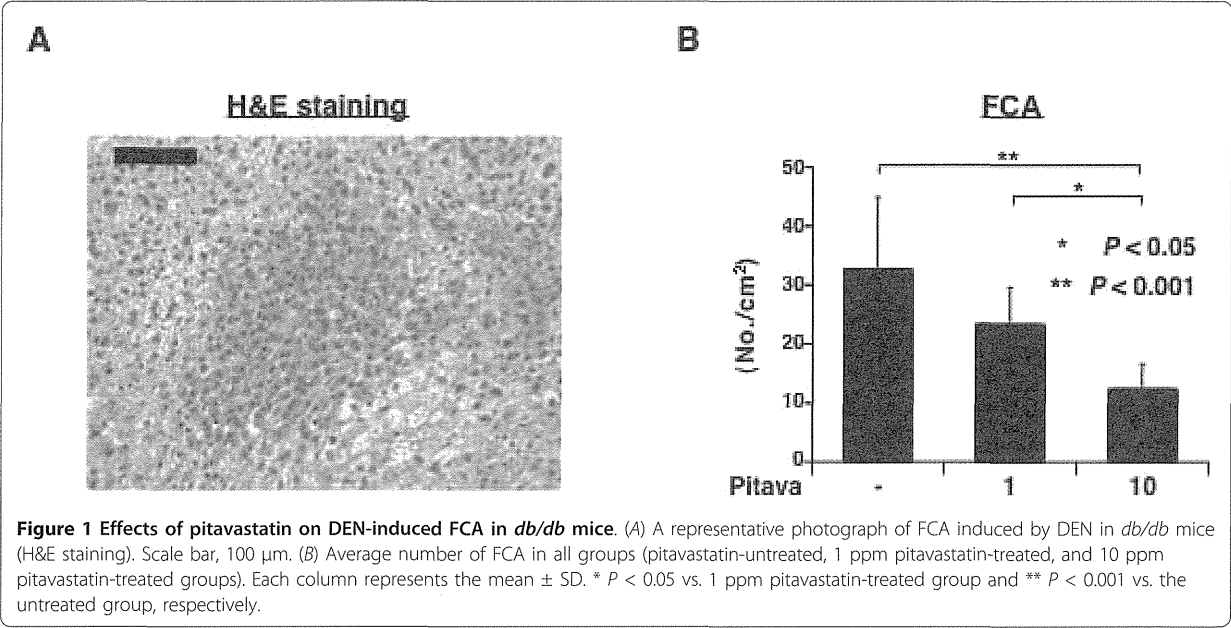 A
B
H&E staining
FCA
50
40
30
20
10
0
(No./cm²)
**
*
* P < 0.05
** P < 0.001
Pitava - 1 10
Figure 1 Effects of pitavastatin on DEN-induced FCA in db/db mice. (A) A representative photograph of FCA induced by DEN in db/db mice
(H&E staining). Scale bar, 100 μm. (B) Average number of FCA in all groups (pitavastatin-untreated, 1 ppm pitavastatin-treated, and 10 ppm
pitavastatin-treated groups). Each column represents the mean ± SD. * P < 0.05 vs. 1 ppm pitavastatin-treated group and ** P < 0.001 vs. the
untreated group, respectively.